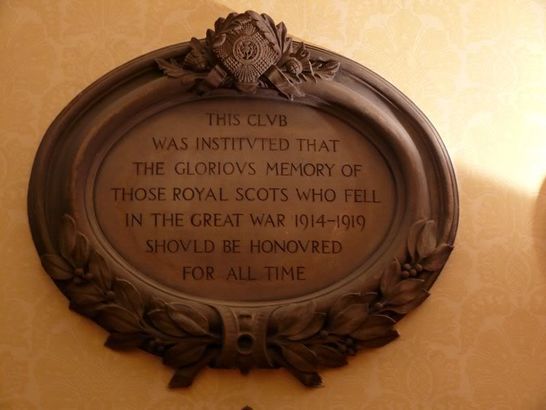 THIS CLVB
WAS INSTITVTED THAT
THE GLORIOVS MEMORY OF
THOSE ROYAL SCOTS WHO FELL
IN THE GREAT WAR 1914-1919
SHOVLD BE HONOVRED
FOR ALL TIME